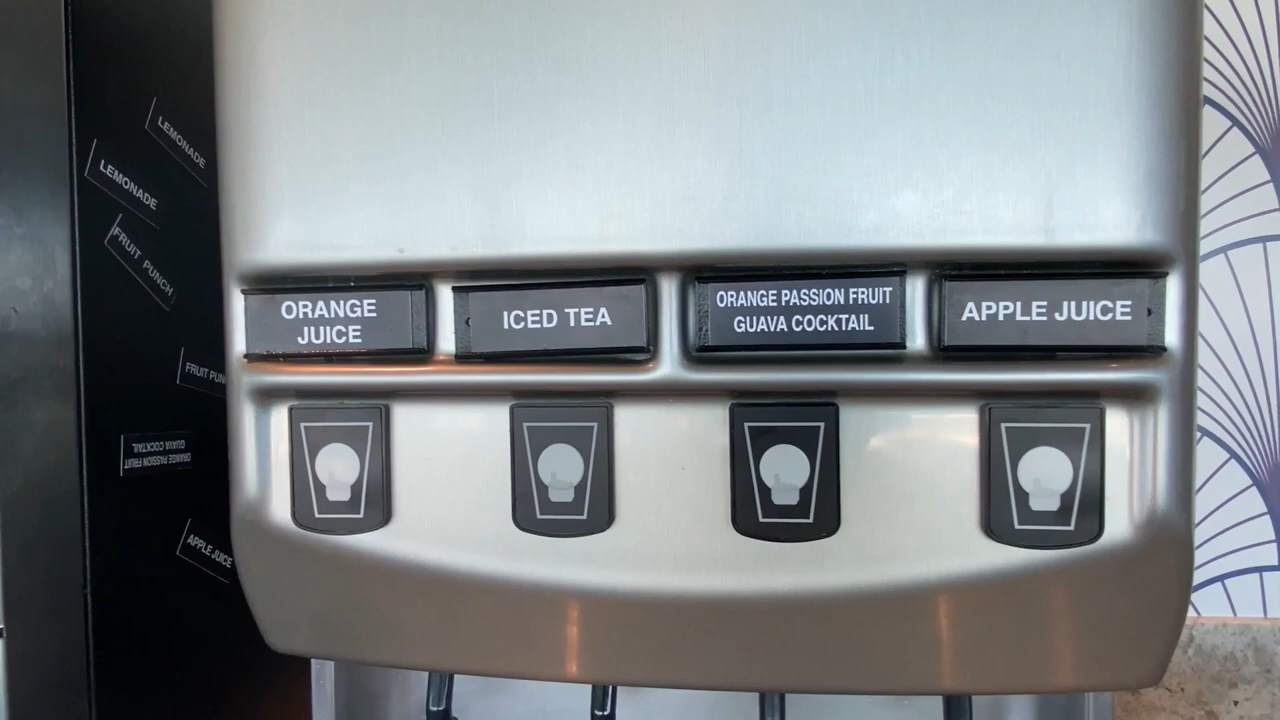 LEMONADE
LEMONADE
FRUIT PUNCH
FRUIT PUN
ORANGE PASSION FRUIT
GUAVA COCKTAIL
APPLE JUICE
ORANGE
JUICE
ICED TEA
ORANGE PASSION FRUIT
GUAVA COCKTAIL
APPLE JUICE